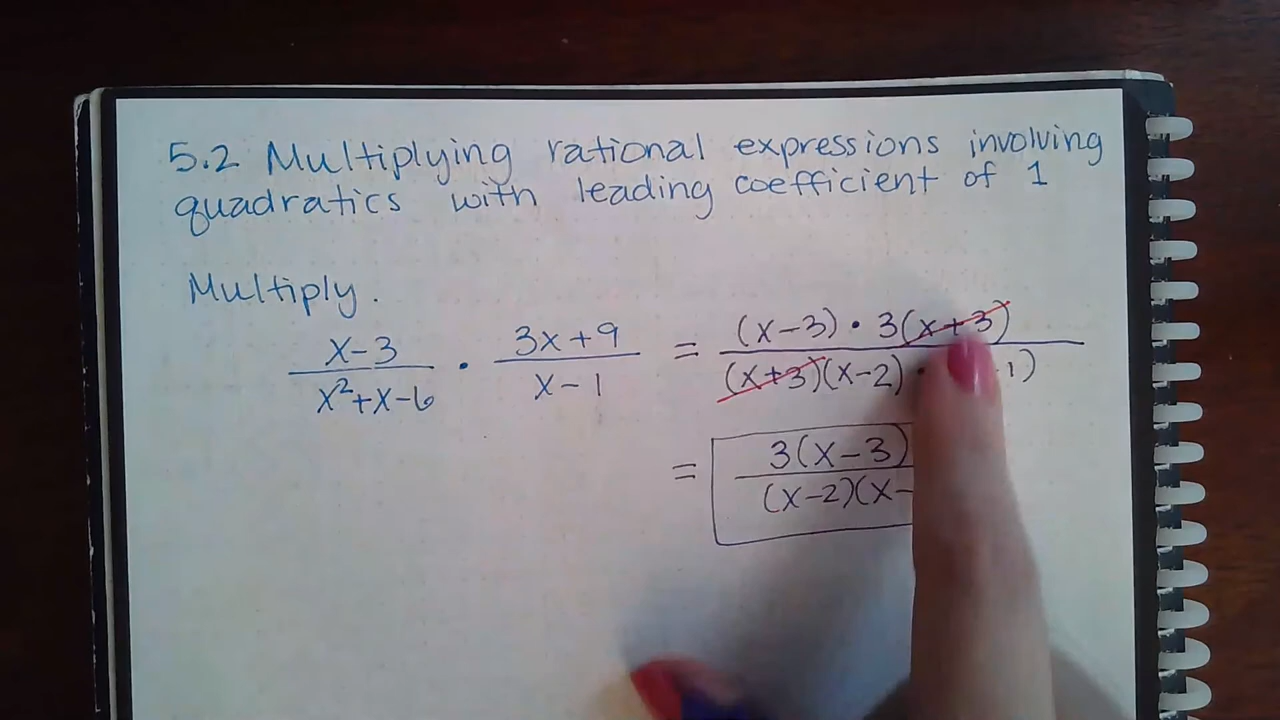 5.2 Multiplying rational expressions involving
quadratics with leading coefficient of 1
Multiply.
x-3 / x²+x-6 · 3x+9 / x-1 = (x-3) · 3(x+3) / (x+3)(x-2) · 1)
= 3(x-3) / (x-2)(x-